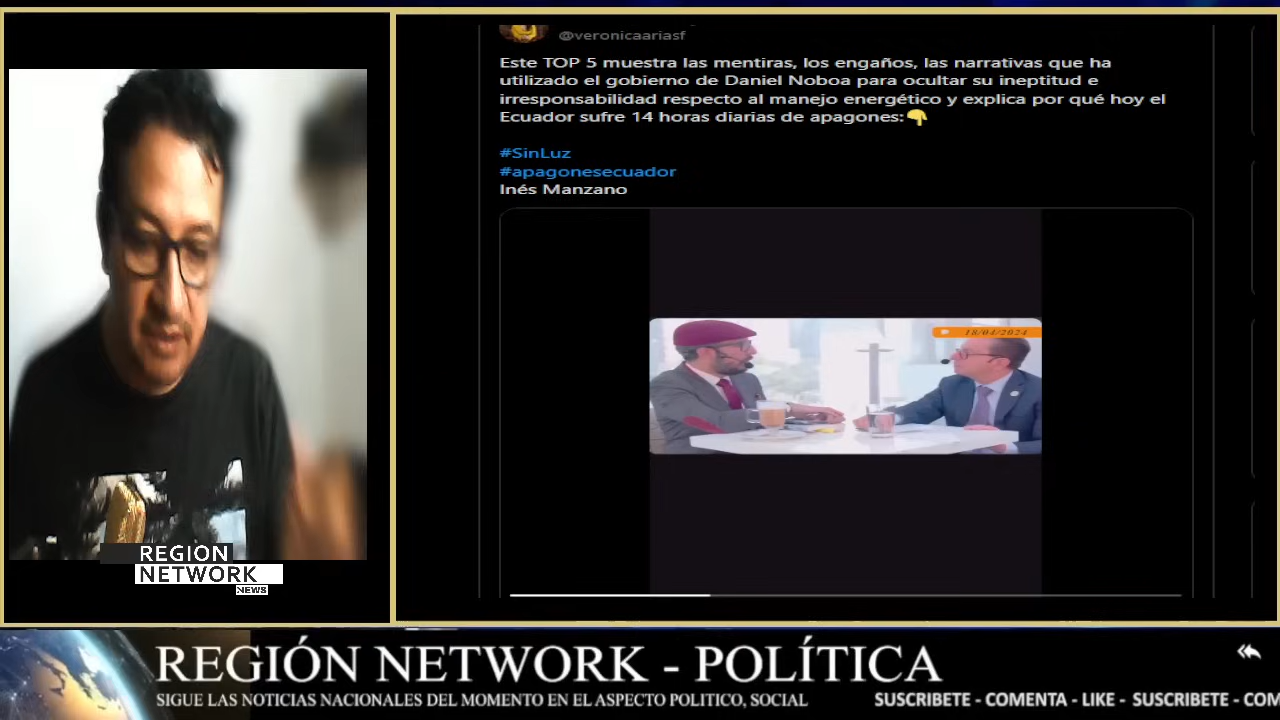 @veronicaariasf
Este TOP 5 muestra las mentiras, los engaños, las narrativas que ha
utilizado el gobierno de Daniel Noboa para ocultar su ineptitud e
irresponsabilidad respecto al manejo energético y explica por qué hoy el
Ecuador sufre 14 horas diarias de apagones:
#SinLuz
#apagonesecuador
Inés Manzano
18/04/2024
REGION
NETWORK
NEWS
REGIÓN NETWORK - POLÍTICA
SIGUE LAS NOTICIAS NACIONALES DEL MOMENTO EN EL ASPECTO POLITICO, SOCIAL
SUSCRIBETE - COMENTA - LIKE - SUSCRIBETE - COM